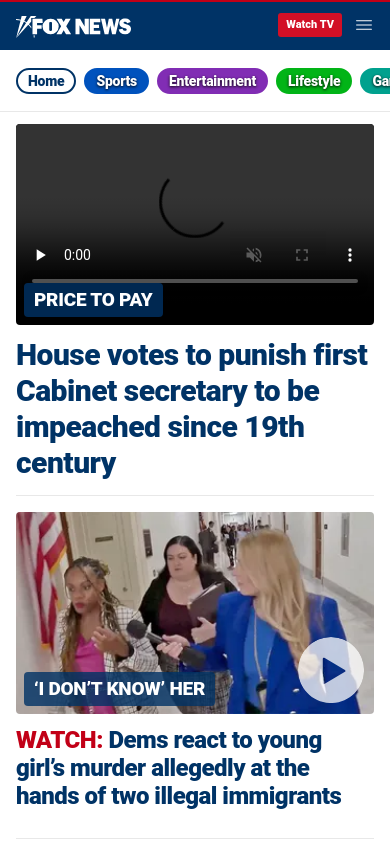 FOX NEWS
Watch TV
Home Sports Entertainment Lifestyle
0:00
PRICE TO PAY
House votes to punish first
Cabinet secretary to be
impeached since 19th
century
‘I DON’T KNOW’ HER
WATCH: Dems react to young
girl’s murder allegedly at the
hands of two illegal immigrants